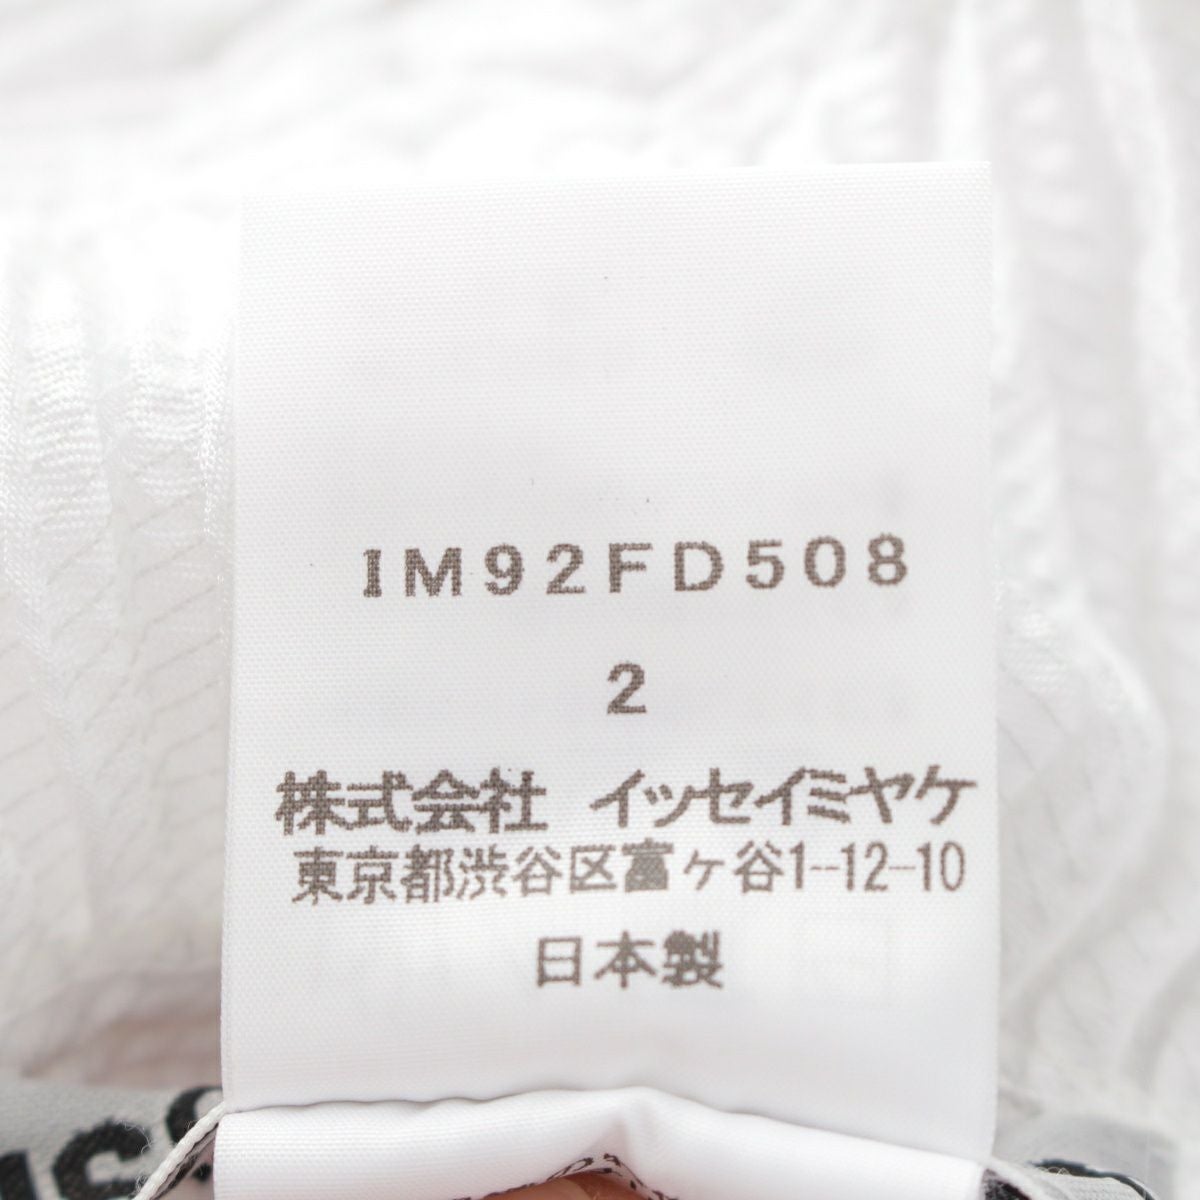 IM92FD508
2
株式会社 イッセイミヤケ
東京都渋谷区富ヶ谷1-12-10
日本製